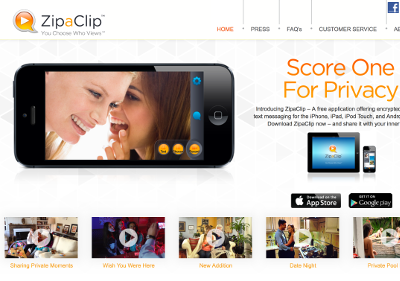 ZipaClip™
You Choose Who Views™
HOME
PRESS
FAQ's
CUSTOMER SERVICE
Score One
For Privacy
Introducing ZipaClip – A free application offering encrypted
text messaging for the iPhone, iPad, iPod Touch, and Andro
Download ZipaClip now – and share it with your inner
ZipaClip
Download on the
App Store
GET IT ON
Google play
Sharing Private Moments
Wish You Were Here
New Addition
Date Night
Private Pool